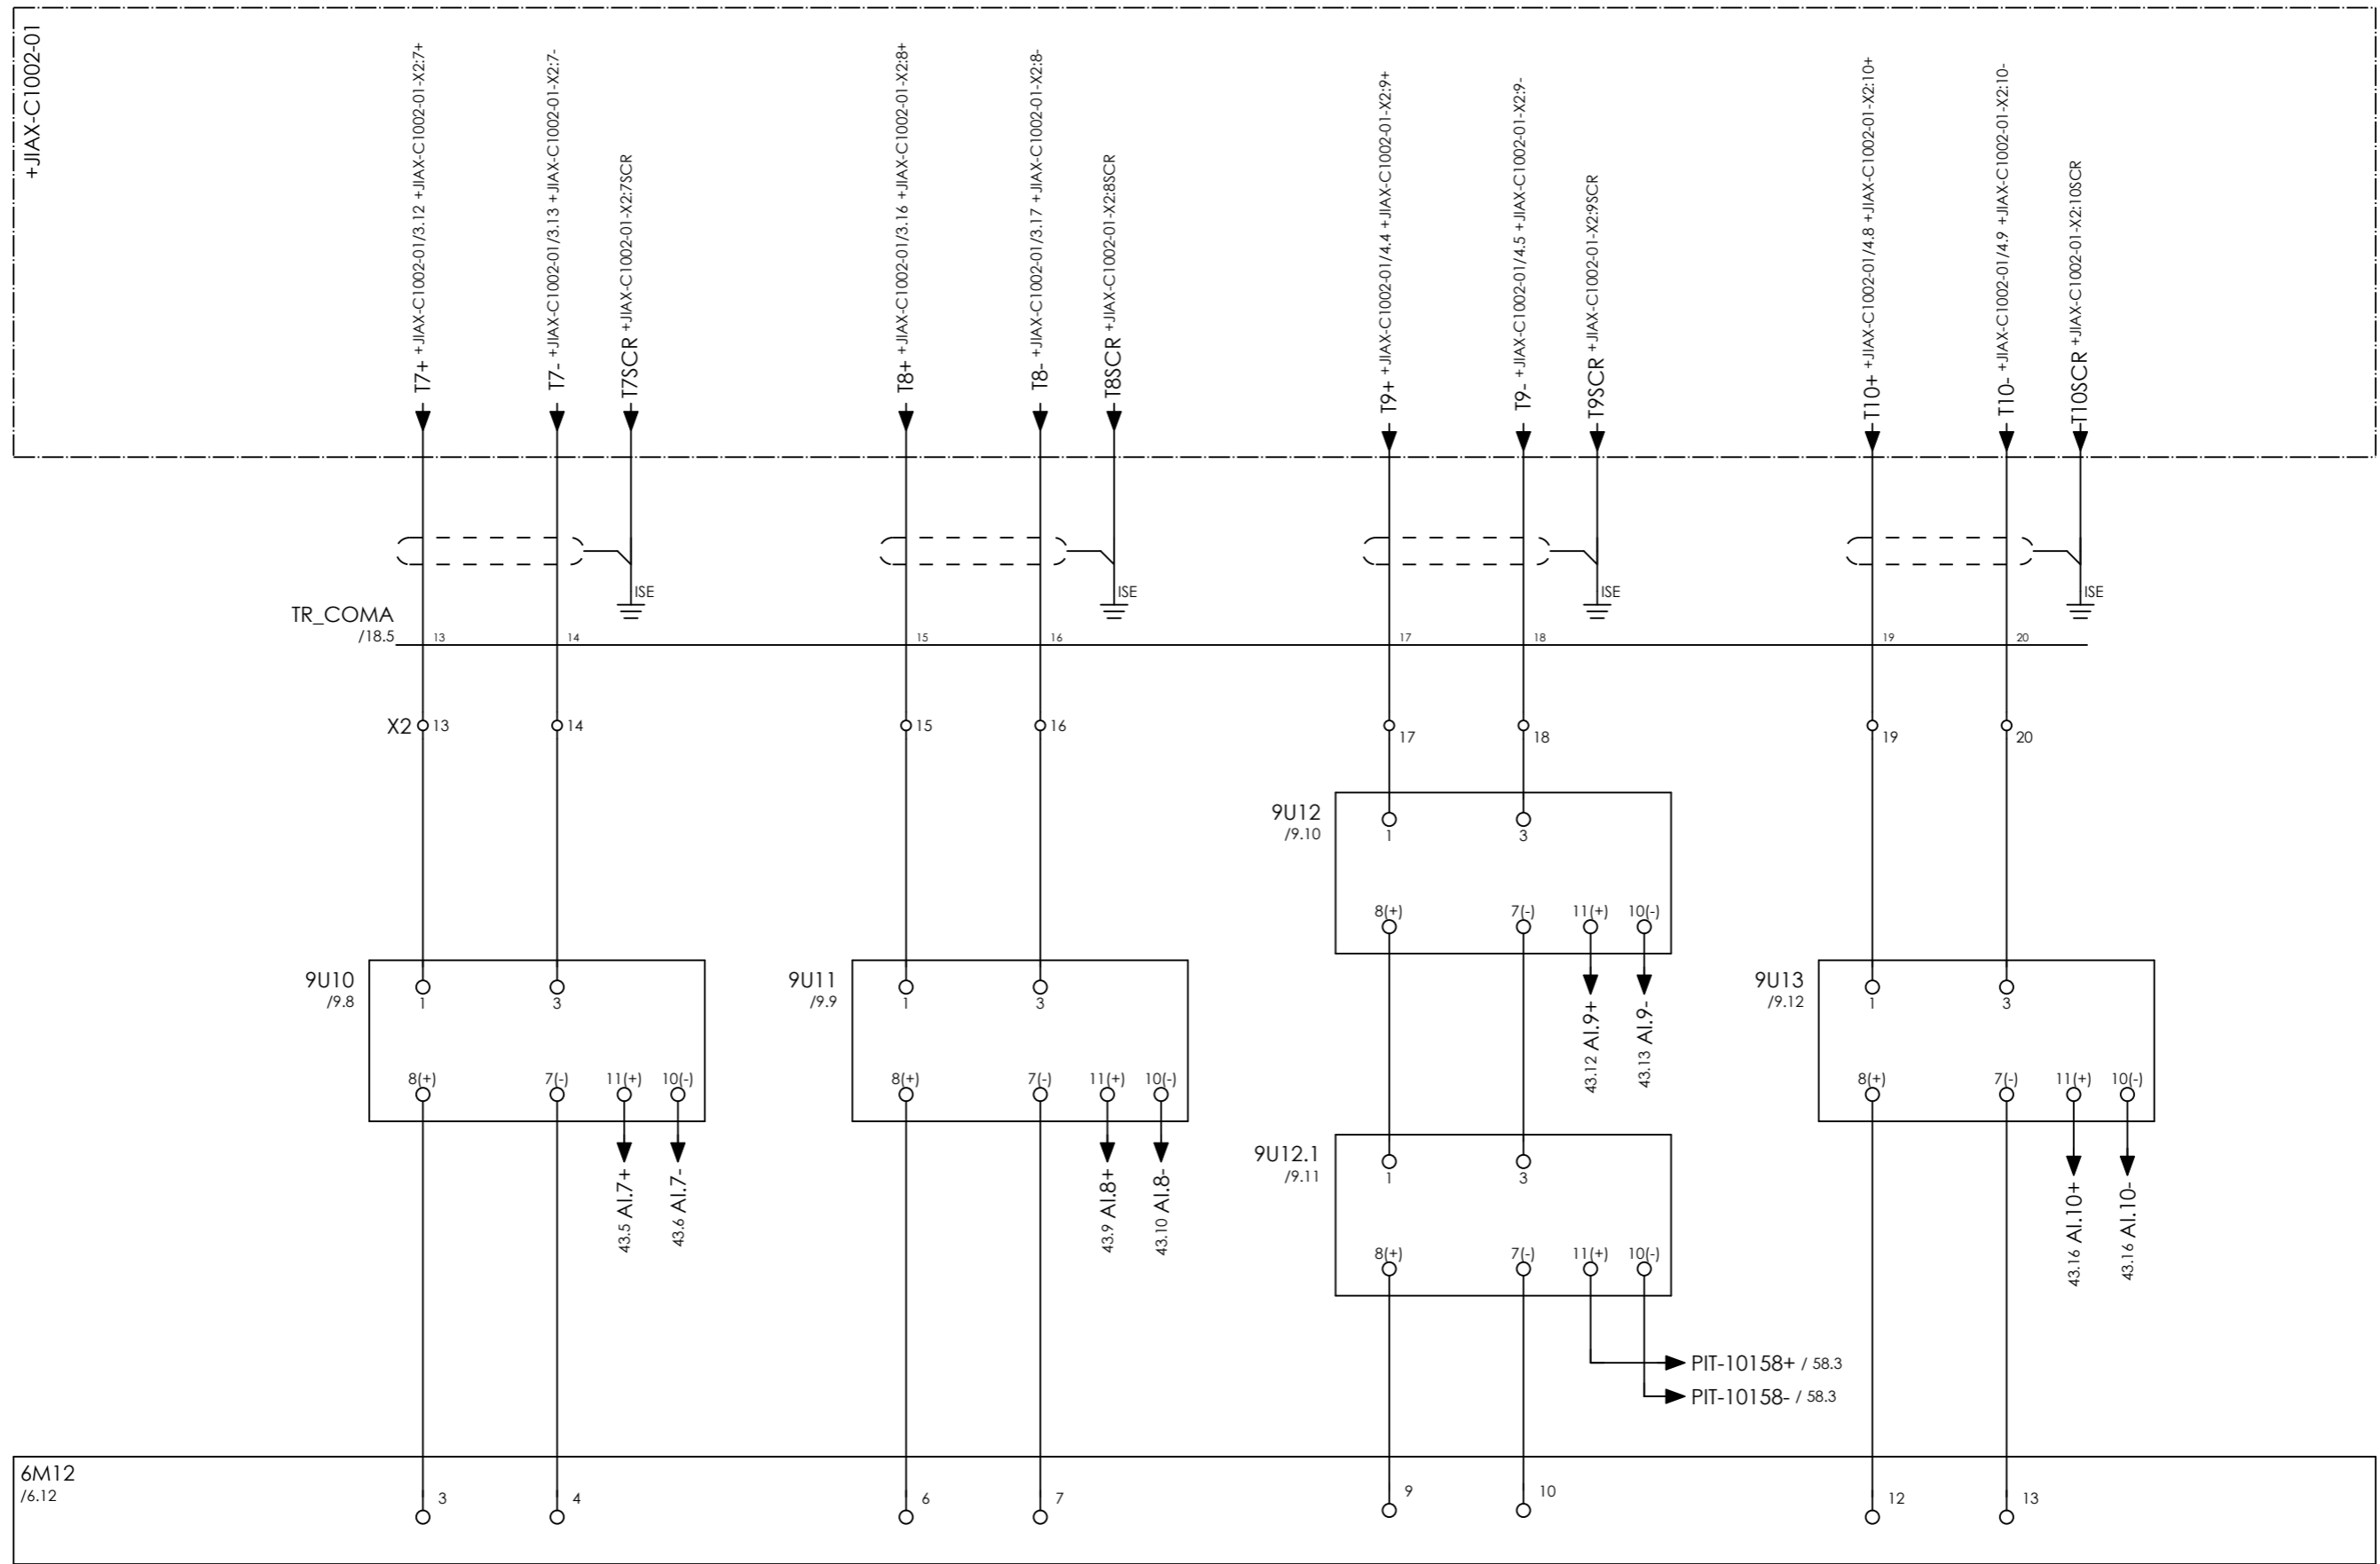 +JIAX-C1002-01
T7+ +JIAX-C1002-01/3.12 +JIAX-C1002-01-X2:7+
T7- +JIAX-C1002-01/3.13 +JIAX-C1002-01-X2:7-
T7SCR +JIAX-C1002-01-X2:7SCR
T8+ +JIAX-C1002-01/3.16 +JIAX-C1002-01-X2:8+
T8- +JIAX-C1002-01/3.17 +JIAX-C1002-01-X2:8-
T8SCR +JIAX-C1002-01-X2:8SCR
T9+ +JIAX-C1002-01/4.4 +JIAX-C1002-01-X2:9+
T9- +JIAX-C1002-01/4.5 +JIAX-C1002-01-X2:9-
T9SCR +JIAX-C1002-01-X2:9SCR
T10+ +JIAX-C1002-01/4.8 +JIAX-C1002-01-X2:10+
T10- +JIAX-C1002-01/4.9 +JIAX-C1002-01-X2:10-
T10SCR +JIAX-C1002-01-X2:10SCR
ISE
ISE
ISE
ISE
TR_COMA
/18.5
13
14
15
16
17
18
19
20
X2
13
14
15
16
17
18
19
20
9U12
/9.10
1
3
8(+)
7(-)
11(+)
10(-)
43.12 AI.9+
43.13 AI.9-
9U10
/9.8
1
3
8(+)
7(-)
11(+)
10(-)
43.5 AI.7+
43.6 AI.7-
9U11
/9.9
1
3
8(+)
7(-)
11(+)
10(-)
43.9 AI.8+
43.10 AI.8-
9U13
/9.12
1
3
8(+)
7(-)
11(+)
10(-)
43.16 AI.10+
43.16 AI.10-
9U12.1
/9.11
1
3
8(+)
7(-)
11(+)
10(-)
PIT-10158+ / 58.3
PIT-10158- / 58.3
6M12
/6.12
3
4
6
7
9
10
12
13